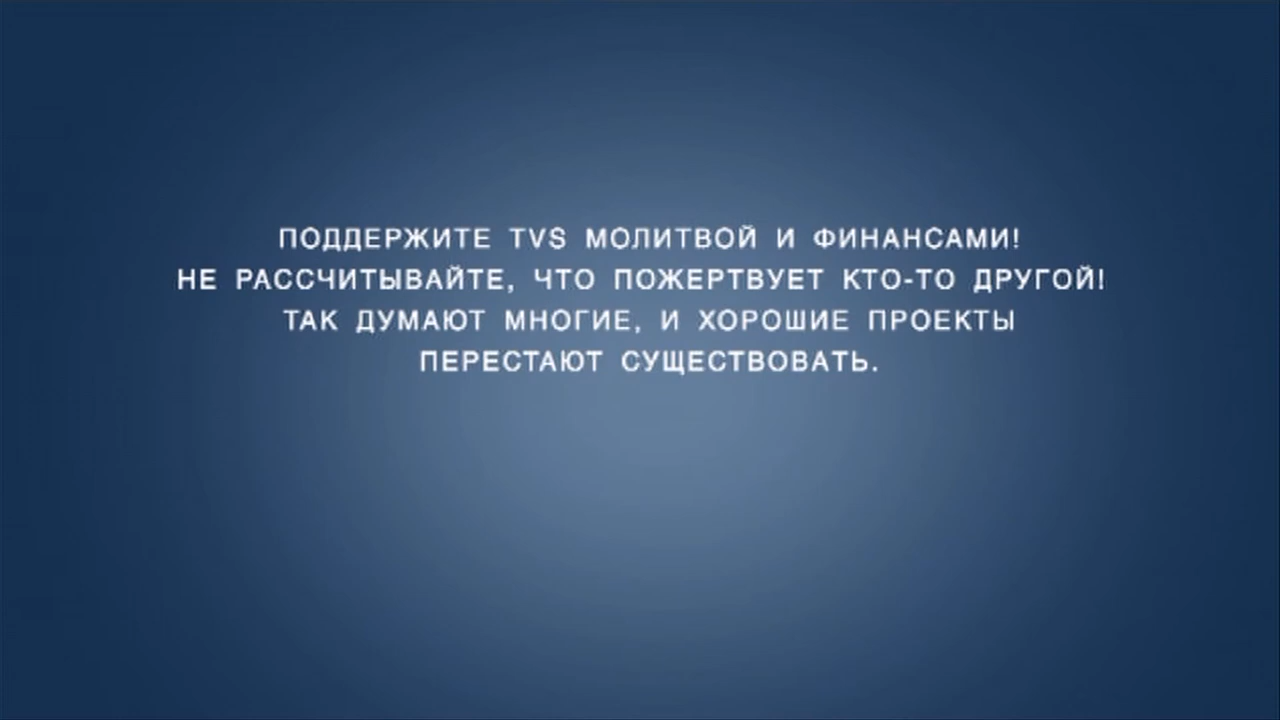 ПОДДЕРЖИТЕ TVS МОЛИТВОЙ И ФИНАНСАМИ!
НЕ РАССЧИТЫВАЙТЕ, ЧТО ПОЖЕРТВУЕТ КТО-ТО ДРУГОЙ!
ТАК ДУМАЮТ МНОГИЕ, И ХОРОШИЕ ПРОЕКТЫ
ПЕРЕСТАЮТ СУЩЕСТВОВАТЬ.